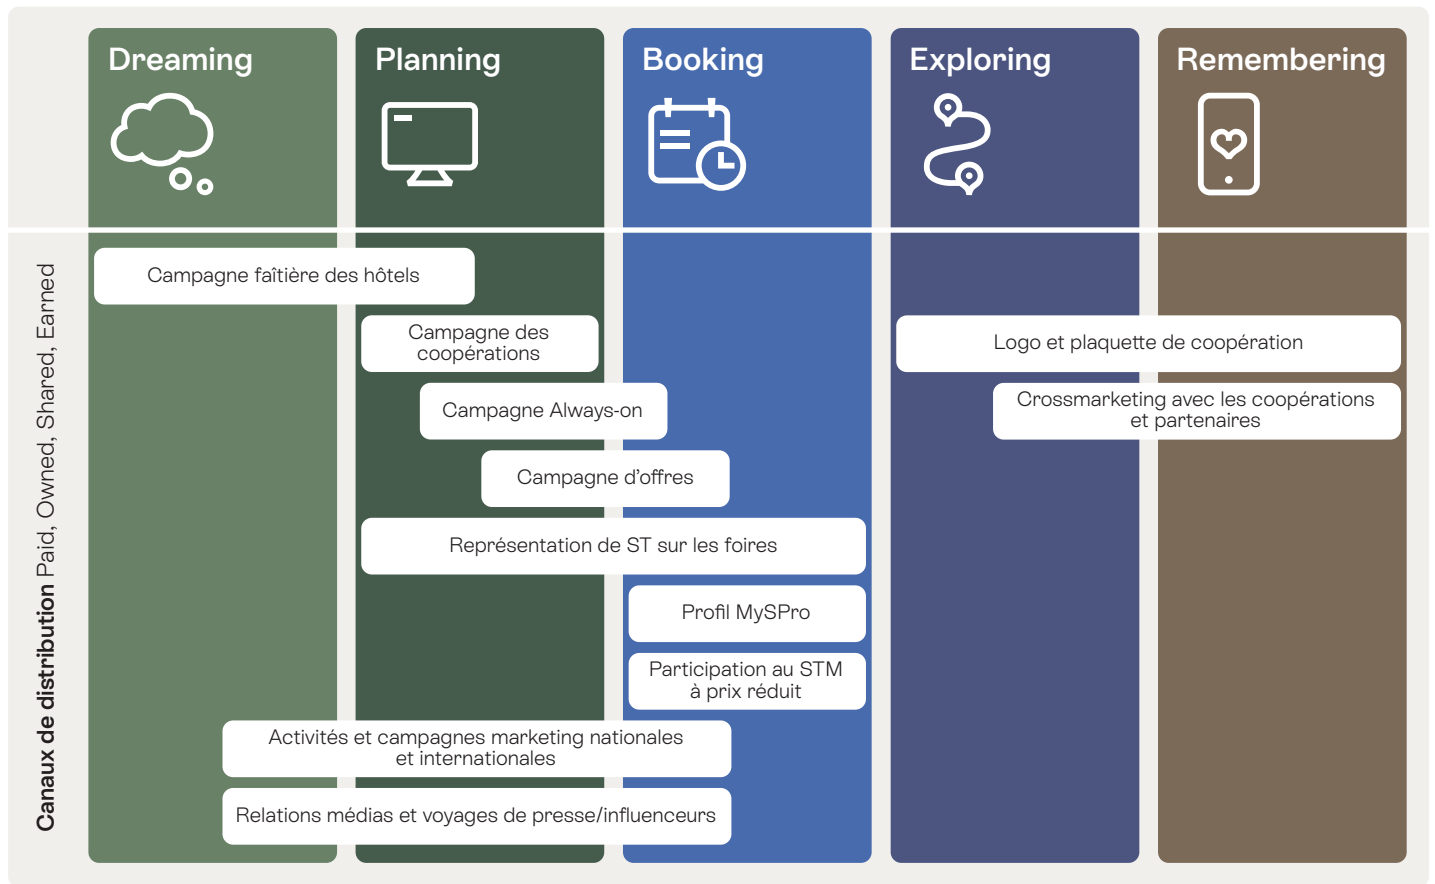 Dreaming
Planning
Booking
Exploring
Remembering
Canaux de distribution Paid, Owned, Shared, Earned
Campagne faîtière des hôtels
Campagne des
coopérations
Logo et plaquette de coopération
Campagne Always-on
Crossmarketing avec les coopérations
et partenaires
Campagne d’offres
Représentation de ST sur les foires
Profil MySPro
Participation au STM
à prix réduit
Activités et campagnes marketing nationales
et internationales
Relations médias et voyages de presse/influenceurs